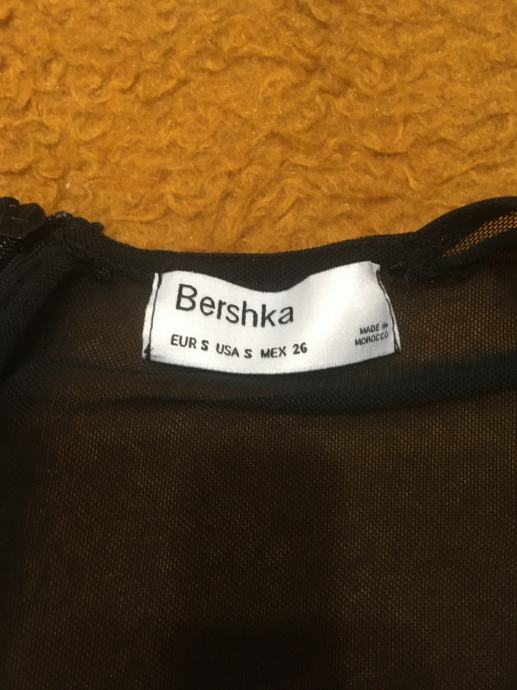 Bershka
EUR S USA S MEX 26
MADE IN
MOROCCO